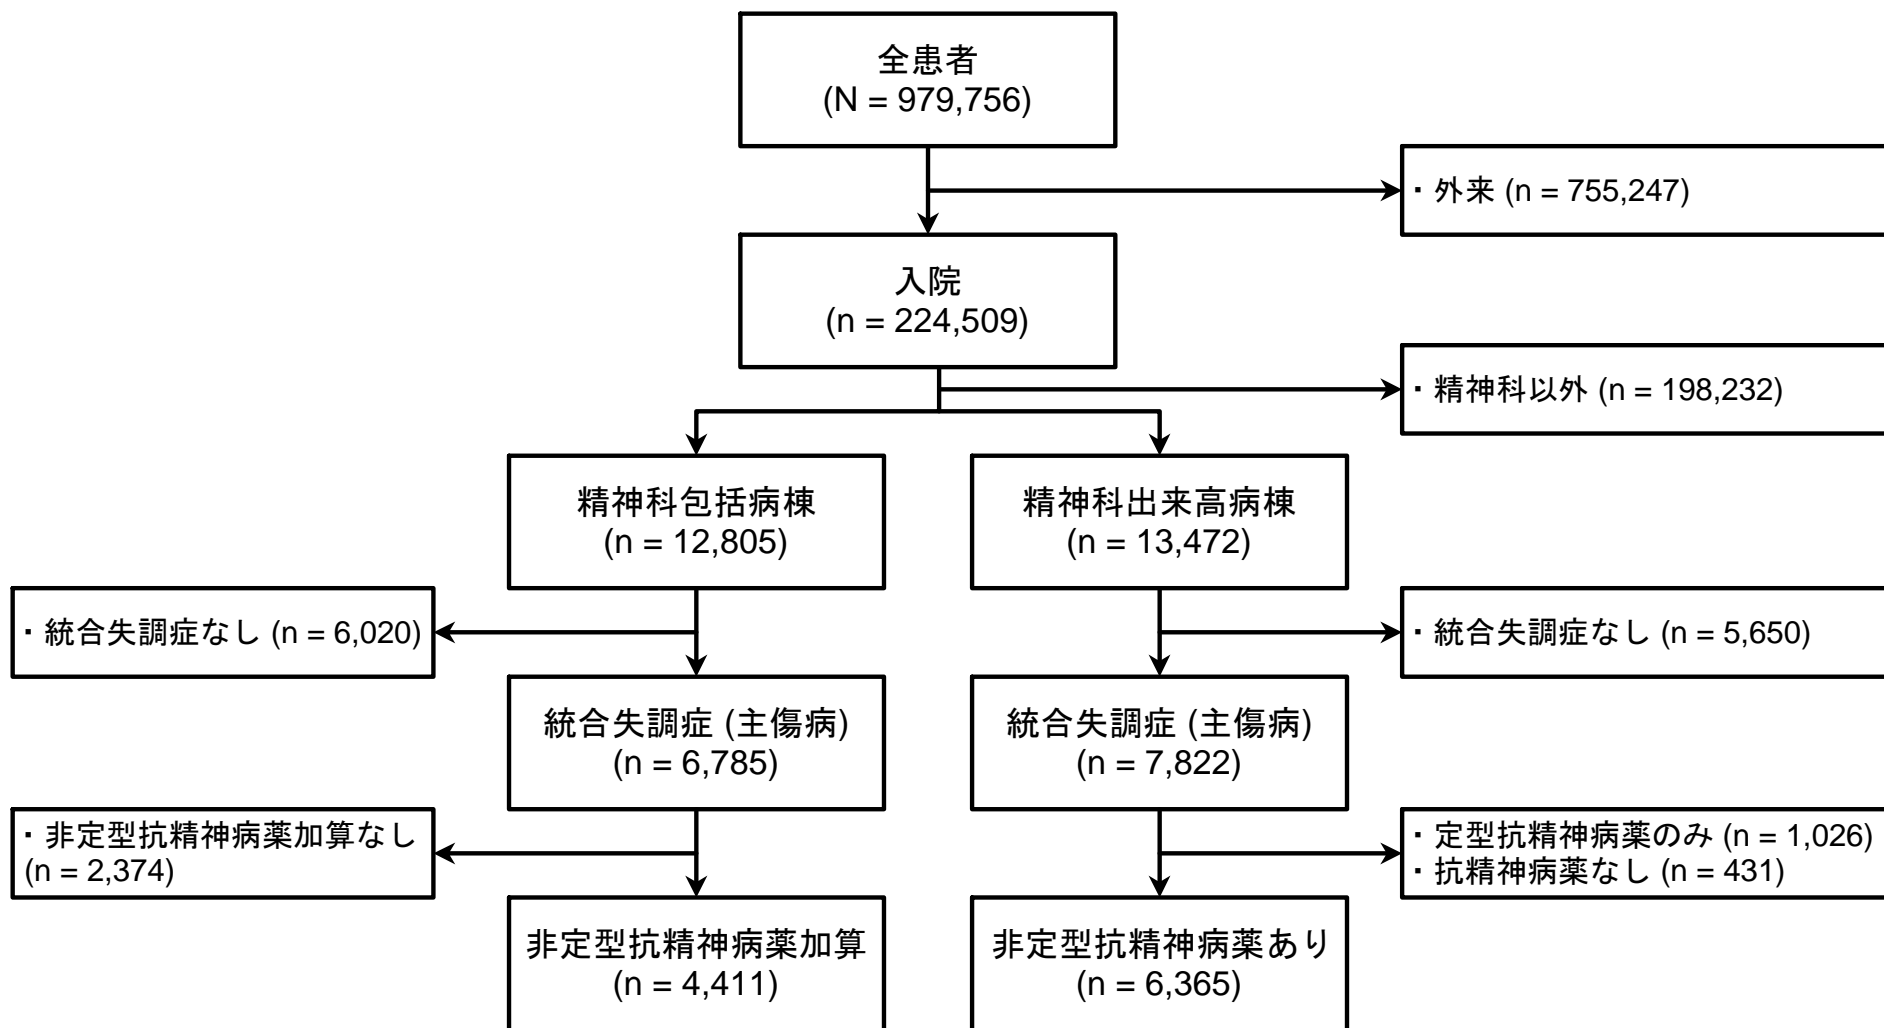 全患者
(N = 979,756)
・外来 (n = 755,247)
入院
(n = 224,509)
・精神科以外 (n = 198,232)
精神科包括病棟
(n = 12,805)
精神科出来高病棟
(n = 13,472)
・統合失調症なし (n = 6,020)
・統合失調症なし (n = 5,650)
統合失調症 (主傷病)
(n = 6,785)
統合失調症 (主傷病)
(n = 7,822)
・非定型抗精神病薬加算なし
(n = 2,374)
・定型抗精神病薬のみ (n = 1,026)
・抗精神病薬なし (n = 431)
非定型抗精神病薬加算
(n = 4,411)
非定型抗精神病薬あり
(n = 6,365)